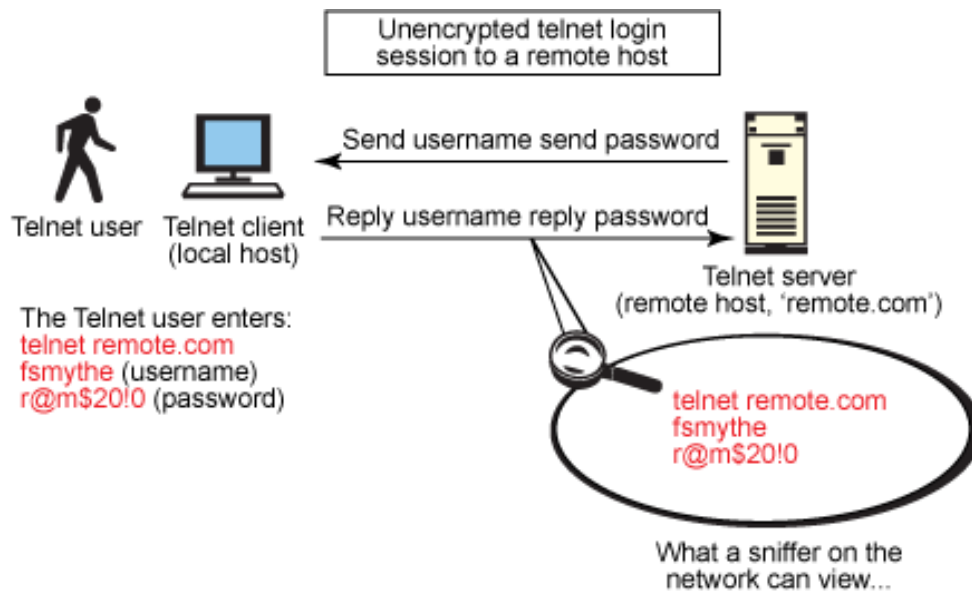 Unencrypted telnet login
session to a remote host
Send username send password
Telnet user
Telnet client
(local host)
Reply username reply password
Telnet server
(remote host, ‘remote.com’)
The Telnet user enters:
telnet remote.com
fsmythe (username)
r@m$20!0 (password)
telnet remote.com
fsmythe
r@m$20!0
What a sniffer on the
network can view...